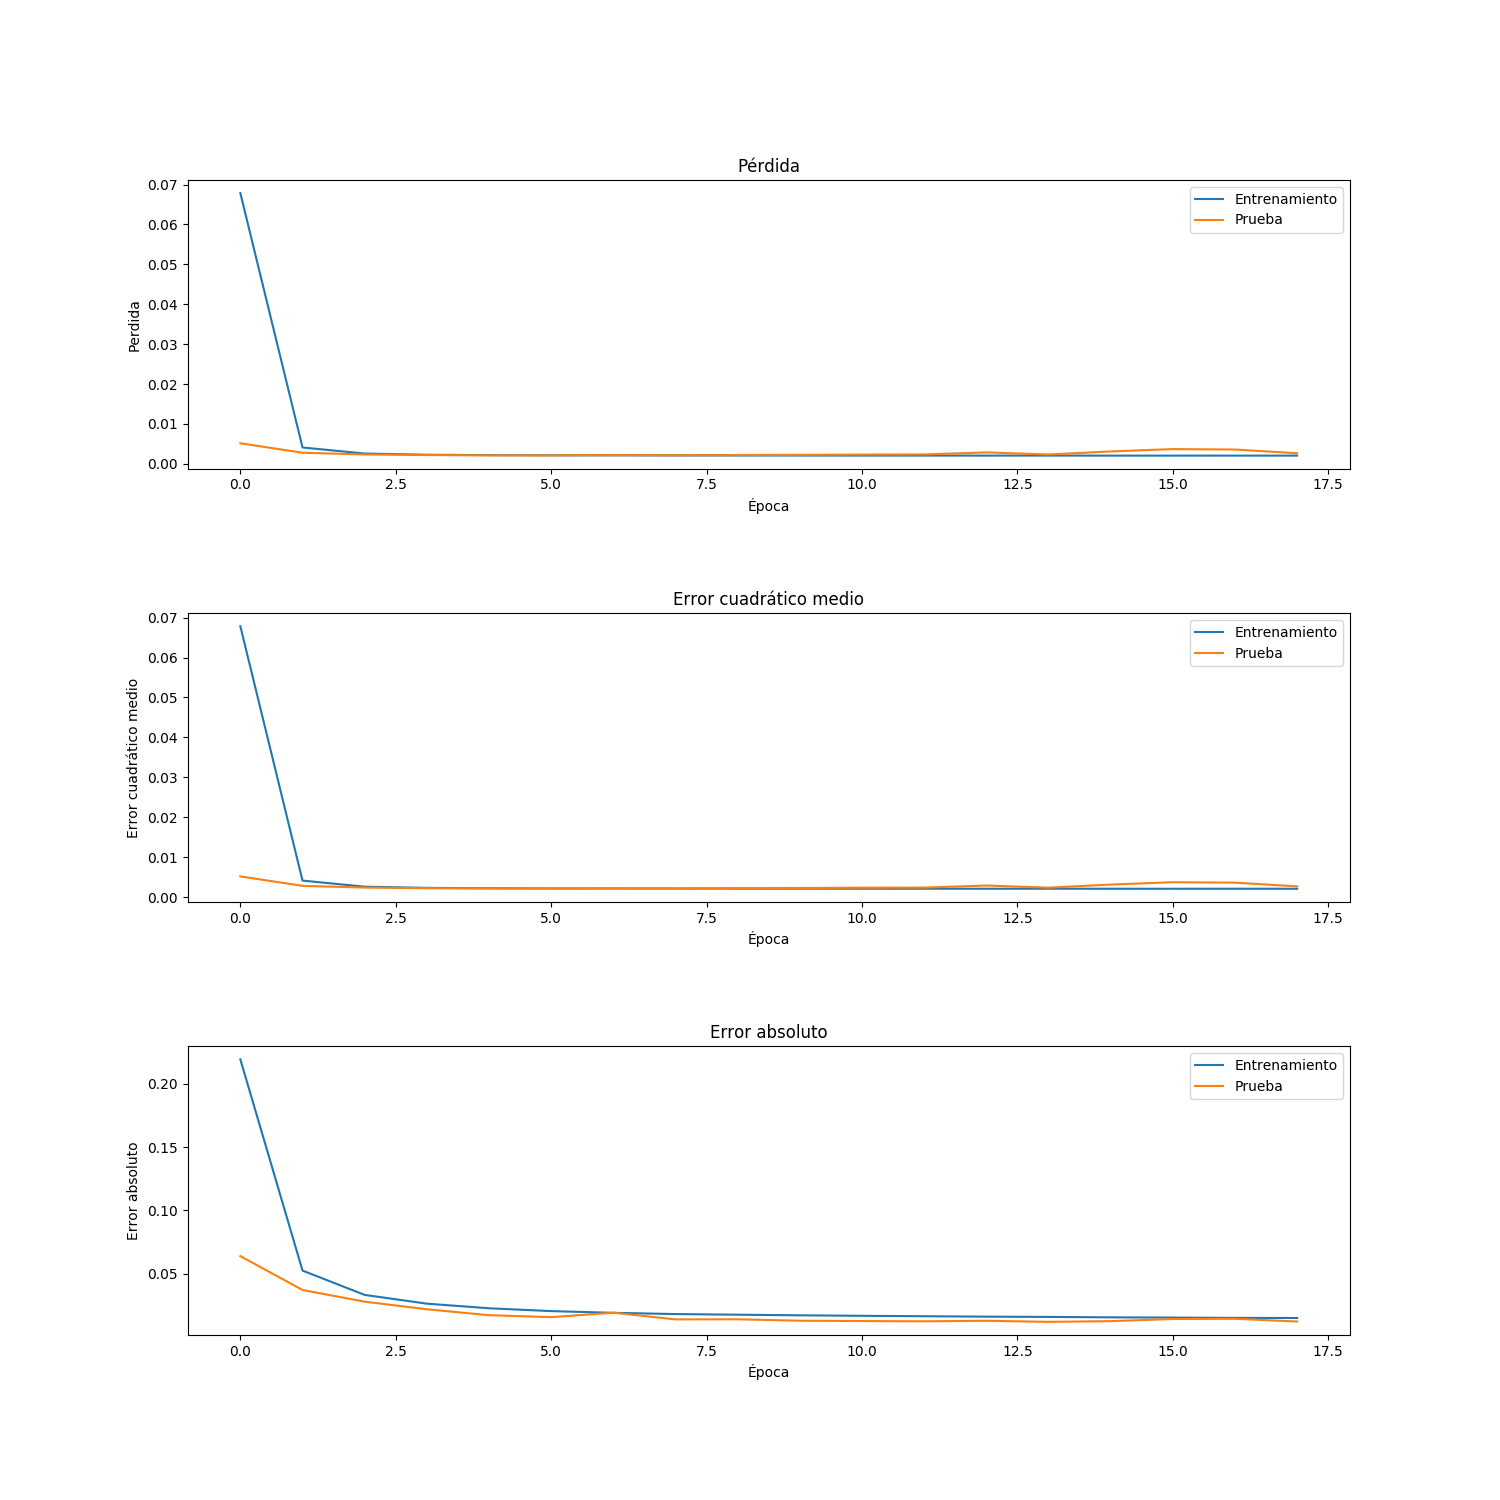 Pérdida
0.07
0.06
0.05
0.04
0.03
0.02
0.01
0.00
Perdida
Entrenamiento
Prueba
0.0 2.5 5.0 7.5 10.0 12.5 15.0 17.5
Época
Error cuadrático medio
0.07
0.06
0.05
0.04
0.03
0.02
0.01
0.00
Error cuadrático medio
Entrenamiento
Prueba
0.0 2.5 5.0 7.5 10.0 12.5 15.0 17.5
Época
Error absoluto
0.20
0.15
0.10
0.05
Error absoluto
Entrenamiento
Prueba
0.0 2.5 5.0 7.5 10.0 12.5 15.0 17.5
Época